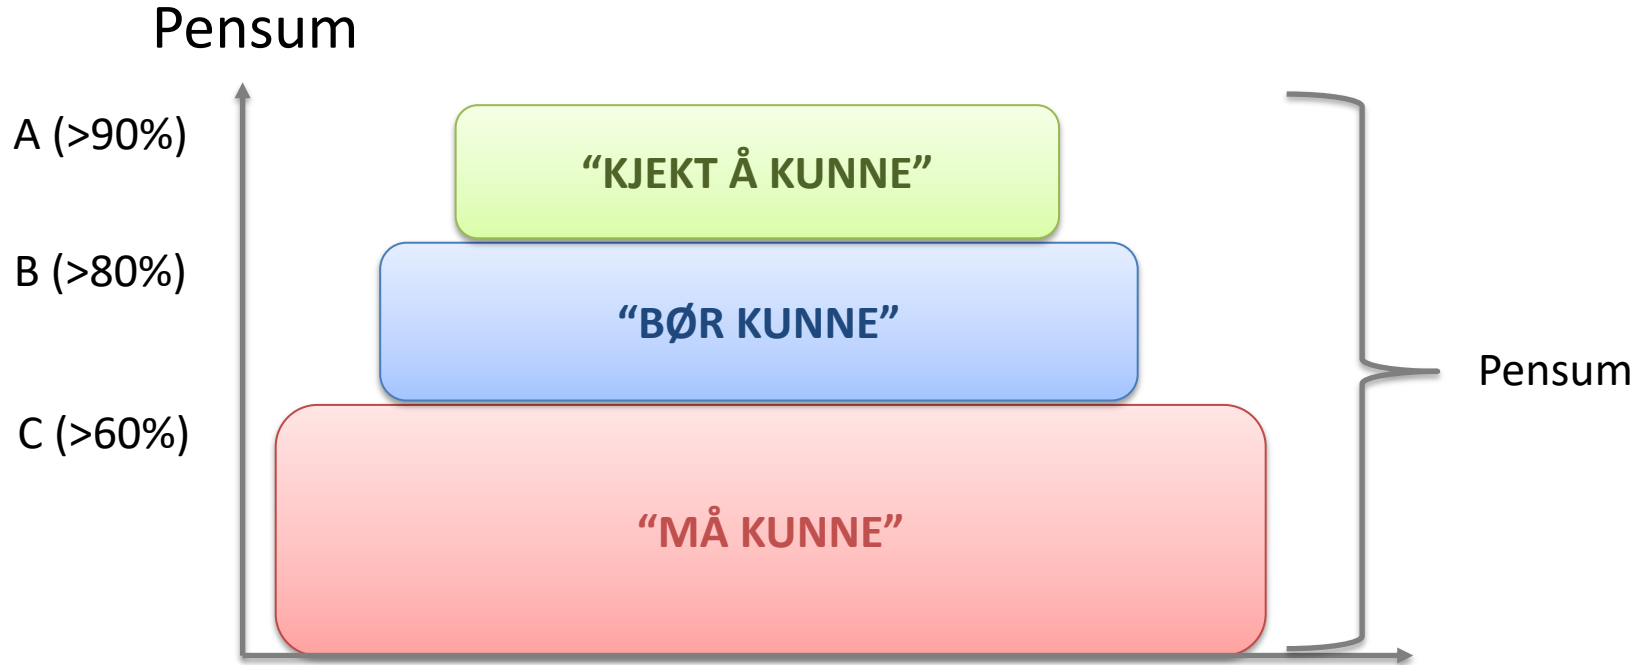 Pensum
A (>90%)
“KJEKT Å KUNNE”
B (>80%)
“BØR KUNNE”
Pensum
C (>60%)
“MÅ KUNNE”